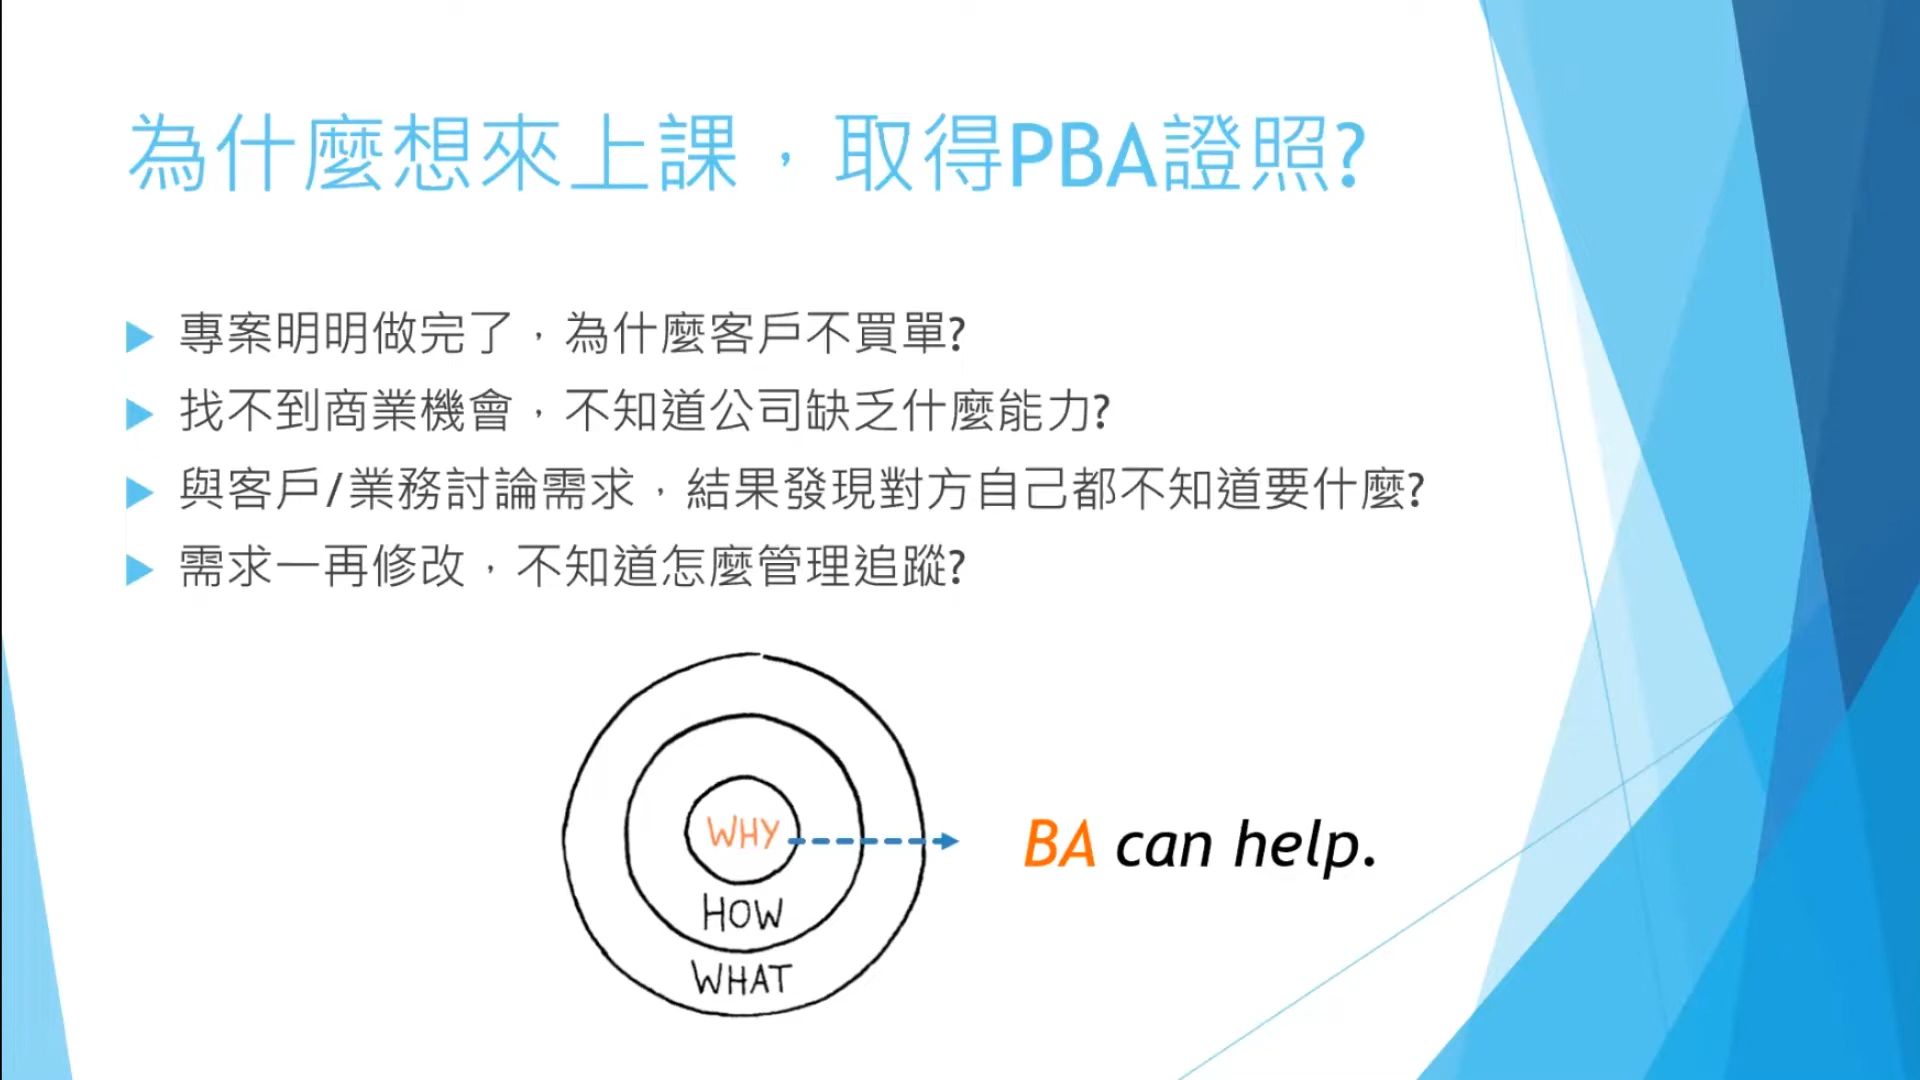 為什麼想來上課，取得PBA證照?
專案明明做完了，為什麼客戶不買單?
找不到商業機會，不知道公司缺乏什麼能力?
與客戶/業務討論需求，結果發現對方自己都不知道要什麼?
需求一再修改，不知道怎麼管理追蹤?
WHY
HOW
WHAT
BA can help.